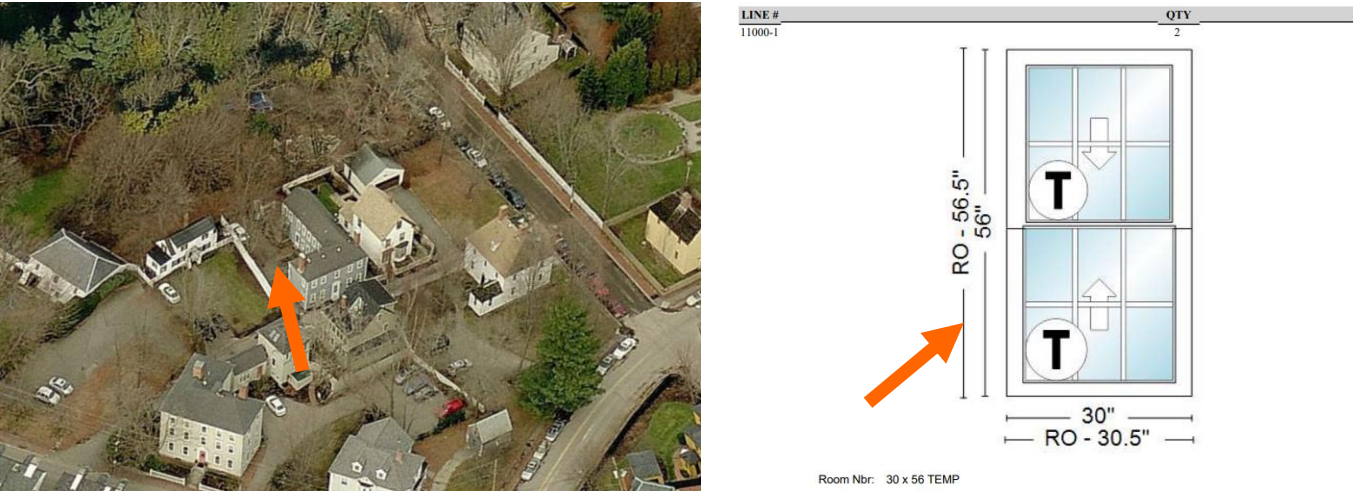 LINE # QTY
11000-1 2
RO - 56.5"
56"
T
T
30"
RO - 30.5"
Room Nbr: 30 x 56 TEMP